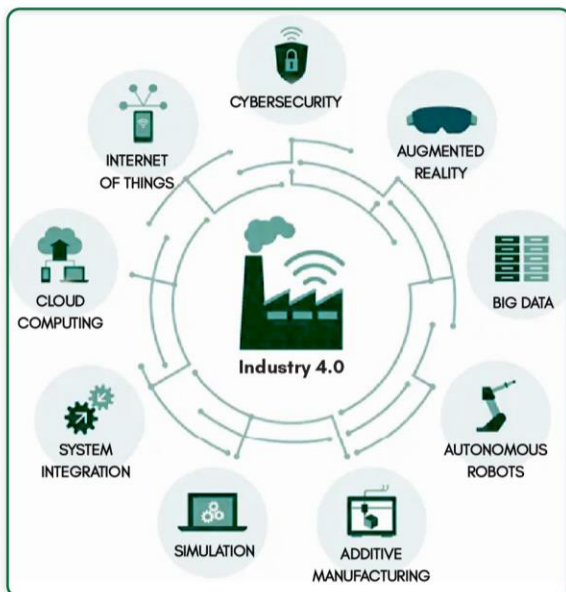 CYBERSECURITY
AUGMENTED
REALITY
BIG DATA
AUTONOMOUS
ROBOTS
ADDITIVE
MANUFACTURING
SIMULATION
SYSTEM
INTEGRATION
CLOUD
COMPUTING
INTERNET
OF THINGS
Industry 4.0